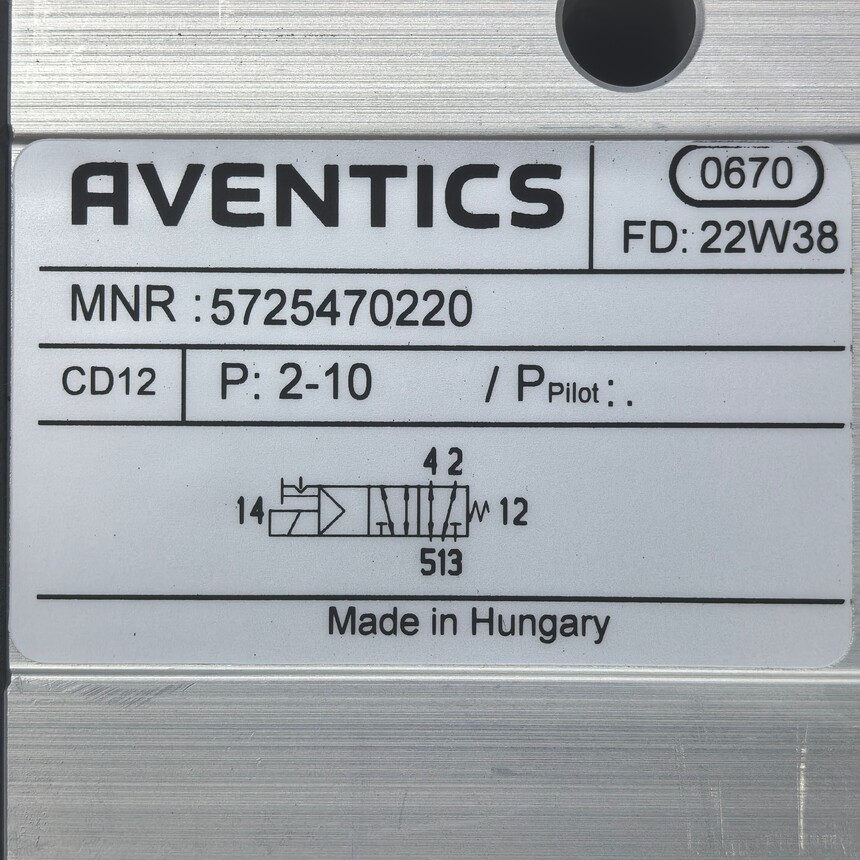 AVENTICS
0670
FD: 22W38
MNR : 5725470220
CD12
P: 2-10 / PPilot: .
4 2
14
12
513
Made in Hungary